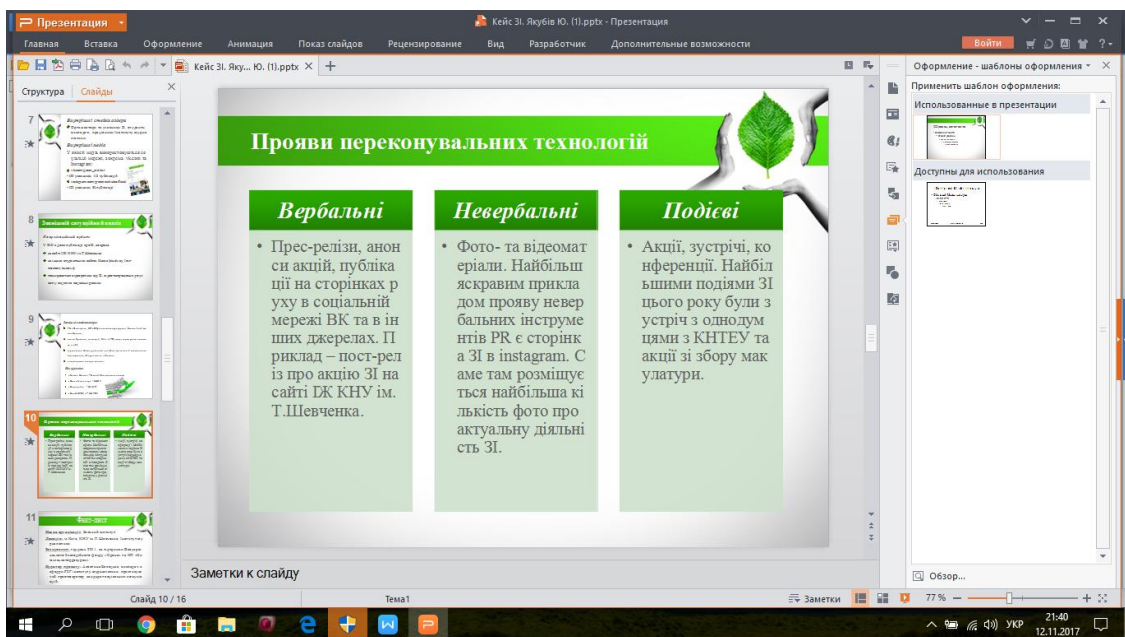 Презентация
Кейс ЗІ. Якубів Ю. (1).pptx - Презентация
Главная Вставка Оформление Анимация Показ слайдов Рецензирование Вид Разработчик Дополнительные возможности
Войти
Кейс ЗІ. Яку... Ю. (1).pptx
Оформление - шаблоны оформления
Структура Слайды
Применить шаблон оформления:
Использованные в презентации
Доступны для использования
7
8
9
10
11
Факт-лист
Прояви переконувальних технологій
Вербальні
• Прес-релізи, анон
си акцій, публіка
ції на сторінках р
уху в соціальній
мережі ВК та в ін
ших джерелах. П
риклад – пост-рел
із про акцію ЗІ на
сайті ІЖ КНУ ім.
Т.Шевченка.
Невербальні
• Фото- та відеомат
еріали. Найбільш
яскравим прикла
дом прояву невер
бальних інструме
нтів PR є сторінк
а ЗІ в instagram. С
аме там розміщує
ться найбільша кі
лькість фото про
актуальну діяльні
сть ЗІ.
Подієві
• Акції, зустрічі, ко
нференції. Найбіл
ьшими подіями ЗІ
цього року були з
устріч з однодум
цями з КНТЕУ та
акції зі збору мак
улатури.
Заметки к слайду
Обзор...
Слайд 10 / 16
Тема1
Заметки
77 %
УКР
21:40
12.11.2017